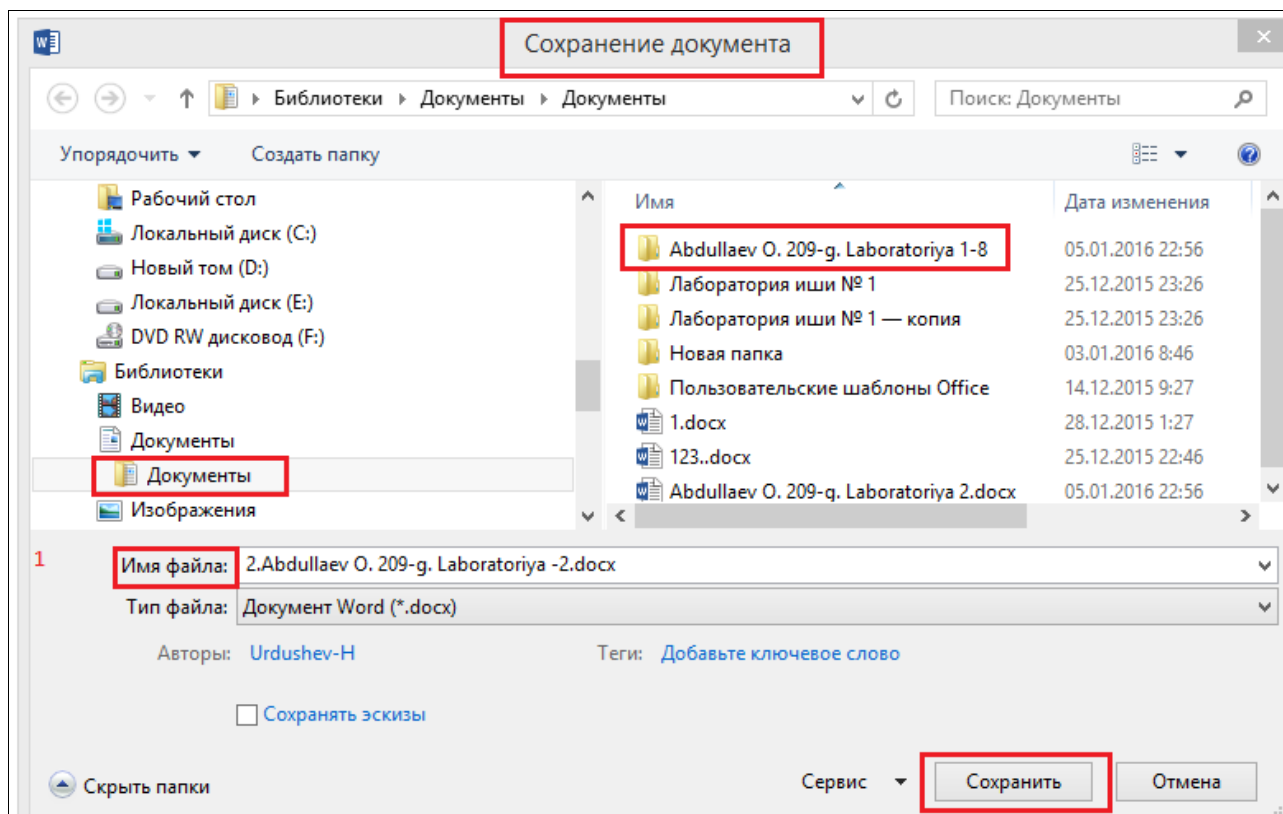 Сохранение документа
Библиотеки Документы Документы
Поиск: Документы
Упорядочить Создать папку
Рабочий стол
Локальный диск (C:)
Новый том (D:)
Локальный диск (E:)
DVD RW дисковод (F:)
Библиотеки
Видео
Документы
Документы
Изображения
Имя Дата изменения
Abdullaev O. 209-g. Laboratoriya 1-8 05.01.2016 22:56
Лаборатория иши № 1 25.12.2015 23:26
Лаборатория иши № 1 — копия 25.12.2015 23:26
Новая папка 03.01.2016 8:46
Пользовательские шаблоны Office 14.12.2015 9:27
1.docx 28.12.2015 1:27
123..docx 25.12.2015 22:46
Abdullaev O. 209-g. Laboratoriya 2.docx 05.01.2016 22:56
1
Имя файла: 2.Abdullaev O. 209-g. Laboratoriya -2.docx
Тип файла: Документ Word (*.docx)
Авторы: Urdushev-H Теги: Добавьте ключевое слово
Сохранять эскизы
Скрыть папки Сервис Сохранить Отмена